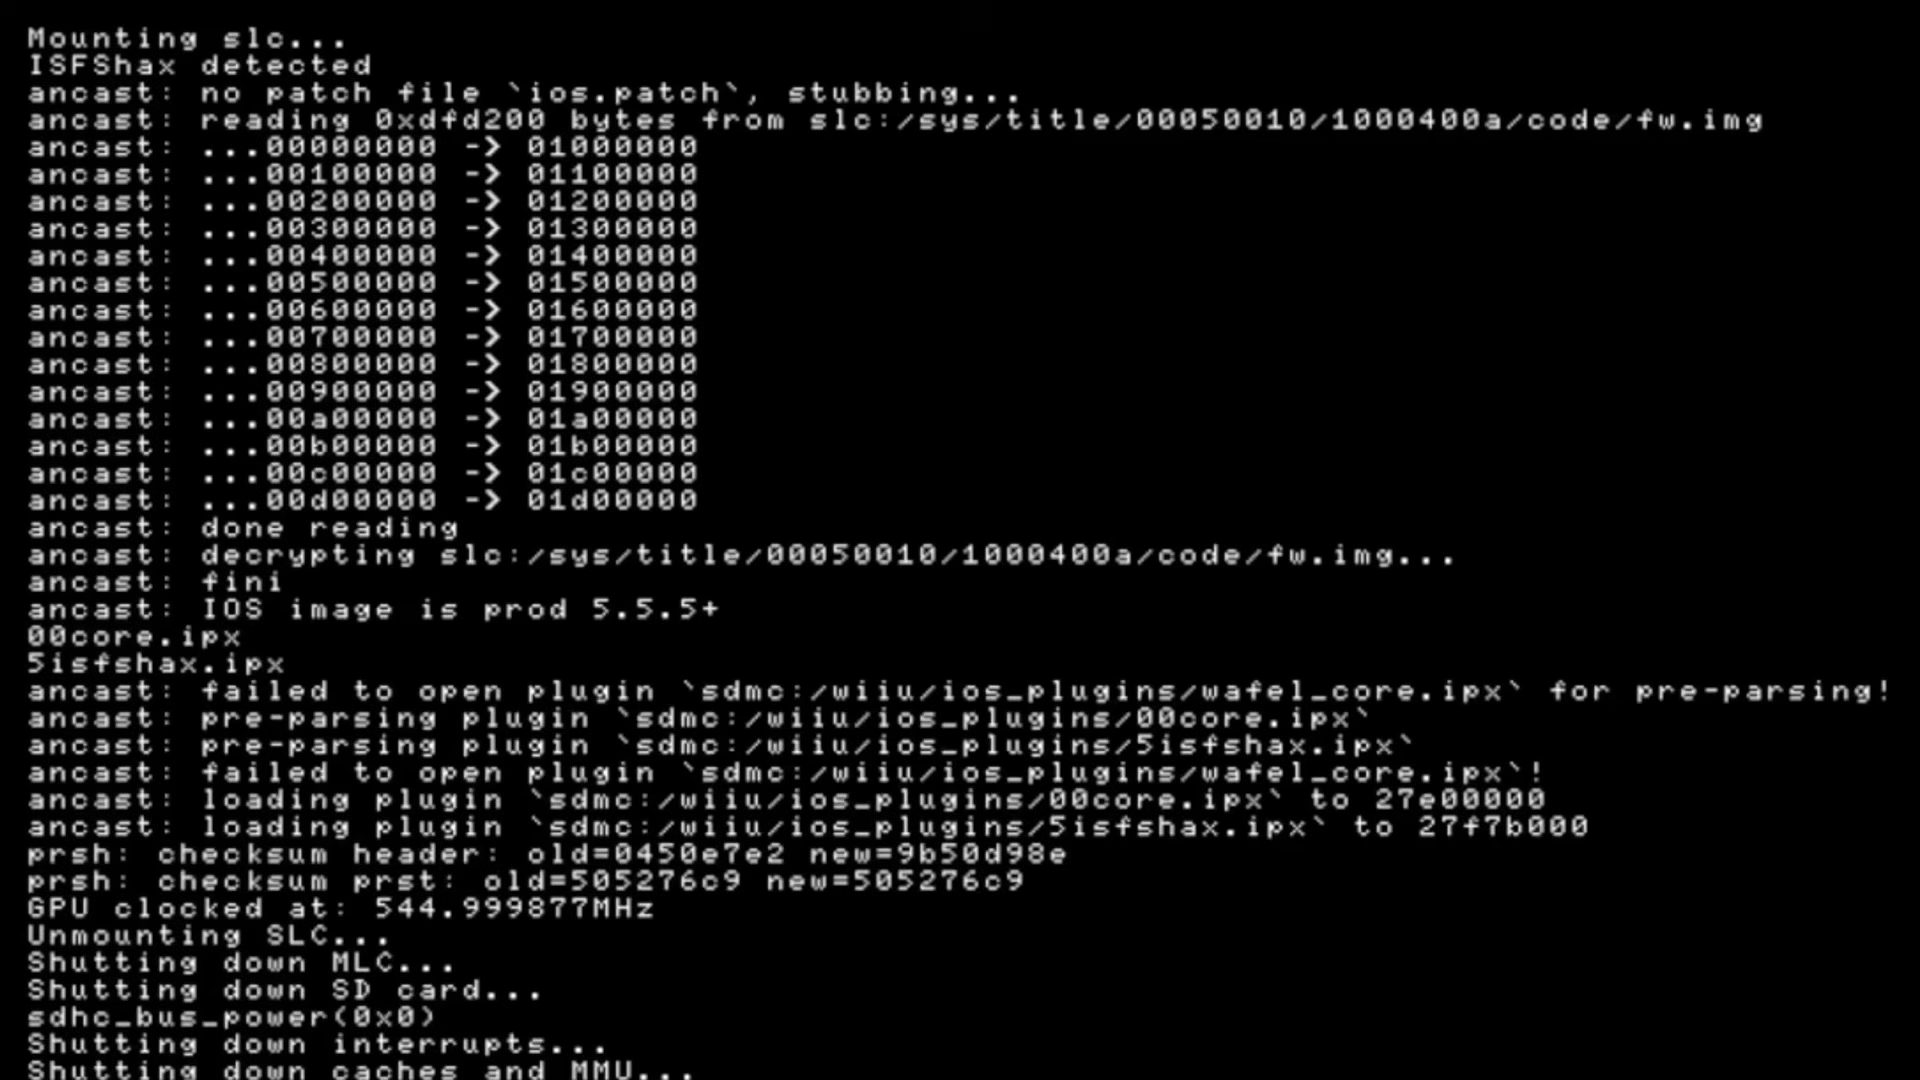 Mounting slc...
ISFShax detected
ancast: no patch file `ios.patch`, stubbing...
ancast: reading 0xdfd200 bytes from slc:/sys/title/00050010/1000400a/code/fw.img
ancast: ...00000000 -> 01000000
ancast: ...00100000 -> 01100000
ancast: ...00200000 -> 01200000
ancast: ...00300000 -> 01300000
ancast: ...00400000 -> 01400000
ancast: ...00500000 -> 01500000
ancast: ...00600000 -> 01600000
ancast: ...00700000 -> 01700000
ancast: ...00800000 -> 01800000
ancast: ...00900000 -> 01900000
ancast: ...00a00000 -> 01a00000
ancast: ...00b00000 -> 01b00000
ancast: ...00c00000 -> 01c00000
ancast: ...00d00000 -> 01d00000
ancast: done reading
ancast: decrypting slc:/sys/title/00050010/1000400a/code/fw.img...
ancast: fini
ancast: IOS image is prod 5.5.5+
00core.ipx
5isfshax.ipx
ancast: failed to open plugin `sdmc:/wiiu/ios_plugins/wafel_core.ipx` for pre-parsing!
ancast: pre-parsing plugin `sdmc:/wiiu/ios_plugins/00core.ipx`
ancast: pre-parsing plugin `sdmc:/wiiu/ios_plugins/5isfshax.ipx`
ancast: failed to open plugin `sdmc:/wiiu/ios_plugins/wafel_core.ipx`!
ancast: loading plugin `sdmc:/wiiu/ios_plugins/00core.ipx` to 27e00000
ancast: loading plugin `sdmc:/wiiu/ios_plugins/5isfshax.ipx` to 27f7b000
prsh: checksum header: old=0450e7e2 new=9b50d98e
prsh: checksum prst: old=505276c9 new=505276c9
GPU clocked at: 544.999877MHz
Unmounting SLC...
Shutting down MLC...
Shutting down SD card...
sdhc_bus_power(0x0)
Shutting down interrupts...
Shutting down caches and MMU...